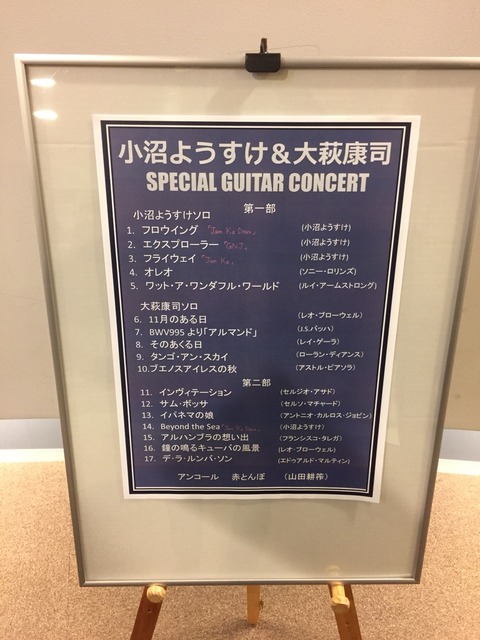 小沼ようすけ&大萩康司
SPECIAL GUITAR CONCERT
第一部
小沼ようすけソロ
1. フロウイング 「Jam Ka Deux」 (小沼ようすけ)
2. エクスプローラー 「GNJ」 (小沼ようすけ)
3. フライウェイ 「Jam Ka」 (小沼ようすけ)
4. オレオ (ソニー・ロリンズ)
5. ワット・ア・ワンダフル・ワールド (ルイ・アームストロング)
大萩康司ソロ
6. 11月のある日 (レオ・ブローウェル)
7. BWV995 より「アルマンド」 (J.S.バッハ)
8. そのあくる日 (レイ・ゲーラ)
9. タンゴ・アン・スカイ (ローラン・ディアンス)
10.ブエノスアイレスの秋 (アストル・ピアソラ)
第二部
11. インヴィテーション (セルジオ・アサド)
12. サム・ボッサ (セルソ・マチャード)
13. イパネマの娘 (アントニオ・カルロス・ジョビン)
14. Beyond the Sea 「Jam Ka Deux」 (小沼ようすけ)
15. アルハンブラの想い出 (フランシスコ・タレガ)
16. 鐘の鳴るキューバの風景 (レオ・ブローウェル)
17. デ・ラ・ルンバ・ソン (エドゥアルド・マルティン)
アンコール 赤とんぼ (山田耕筰)